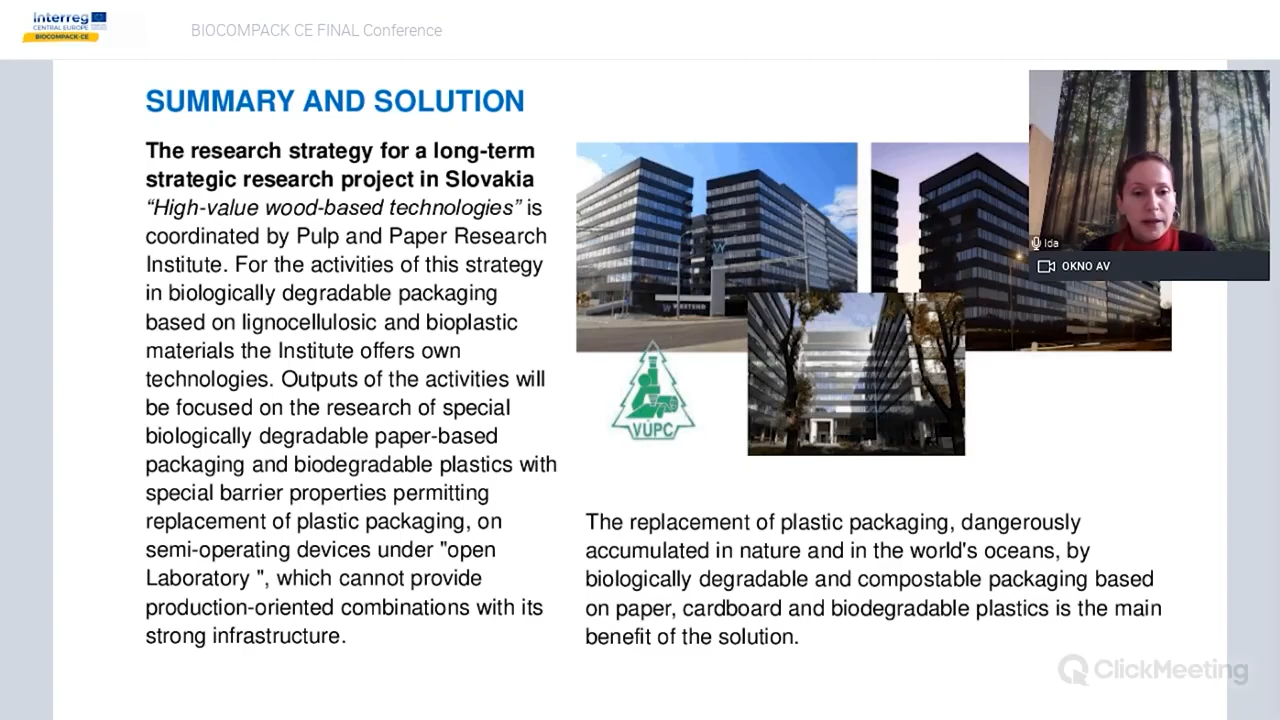 Interreg
CENTRAL EUROPE
BIOCOMPACK-CE
BIOCOMPACK CE FINAL Conference
SUMMARY AND SOLUTION
The research strategy for a long-term
strategic research project in Slovakia
“High-value wood-based technologies” is
coordinated by Pulp and Paper Research
Institute. For the activities of this strategy
in biologically degradable packaging
based on lignocellulosic and bioplastic
materials the Institute offers own
technologies. Outputs of the activities will
be focused on the research of special
biologically degradable paper-based
packaging and biodegradable plastics with
special barrier properties permitting
replacement of plastic packaging, on
semi-operating devices under "open
Laboratory ", which cannot provide
production-oriented combinations with its
strong infrastructure.
W WESTEND
VÚPC
Ida
OKNO AV
The replacement of plastic packaging, dangerously
accumulated in nature and in the world's oceans, by
biologically degradable and compostable packaging based
on paper, cardboard and biodegradable plastics is the main
benefit of the solution.
ClickMeeting